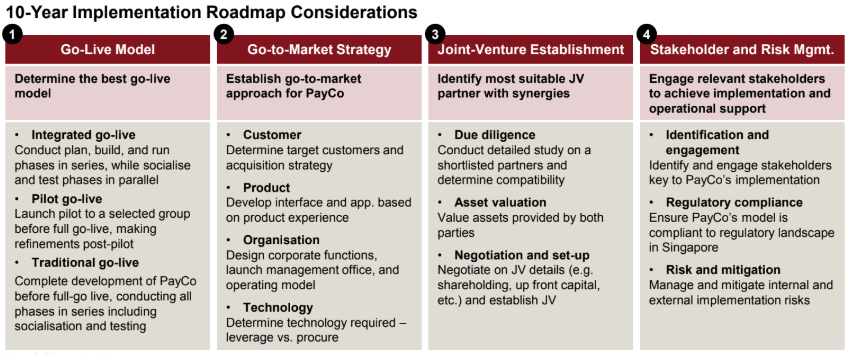 10-Year Implementation Roadmap Considerations
1
Go-Live Model
Determine the best go-live
model
• Integrated go-live
Conduct plan, build, and run
phases in series, while socialise
and test phases in parallel
• Pilot go-live
Launch pilot to a selected group
before full go-live, making
refinements post-pilot
• Traditional go-live
Complete development of PayCo
before full-go live, conducting all
phases in series including
socialisation and testing
2
Go-to-Market Strategy
Establish go-to-market
approach for PayCo
• Customer
Determine target customers and
acquisition strategy
• Product
Develop interface and app. based
on product experience
• Organisation
Design corporate functions,
launch management office, and
operating model
• Technology
Determine technology required –
leverage vs. procure
3
Joint-Venture Establishment
Identify most suitable JV
partner with synergies
• Due diligence
Conduct detailed study on a
shortlisted partners and
determine compatibility
• Asset valuation
Value assets provided by both
parties
• Negotiation and set-up
Negotiate on JV details (e.g.
shareholding, up front capital,
etc.) and establish JV
4
Stakeholder and Risk Mgmt.
Engage relevant stakeholders
to achieve implementation and
operational support
• Identification and
engagement
Identify and engage stakeholders
key to PayCo's implementation
• Regulatory compliance
Ensure PayCo's model is
compliant to regulatory landscape
in Singapore
• Risk and mitigation
Manage and mitigate internal and
external implementation risks